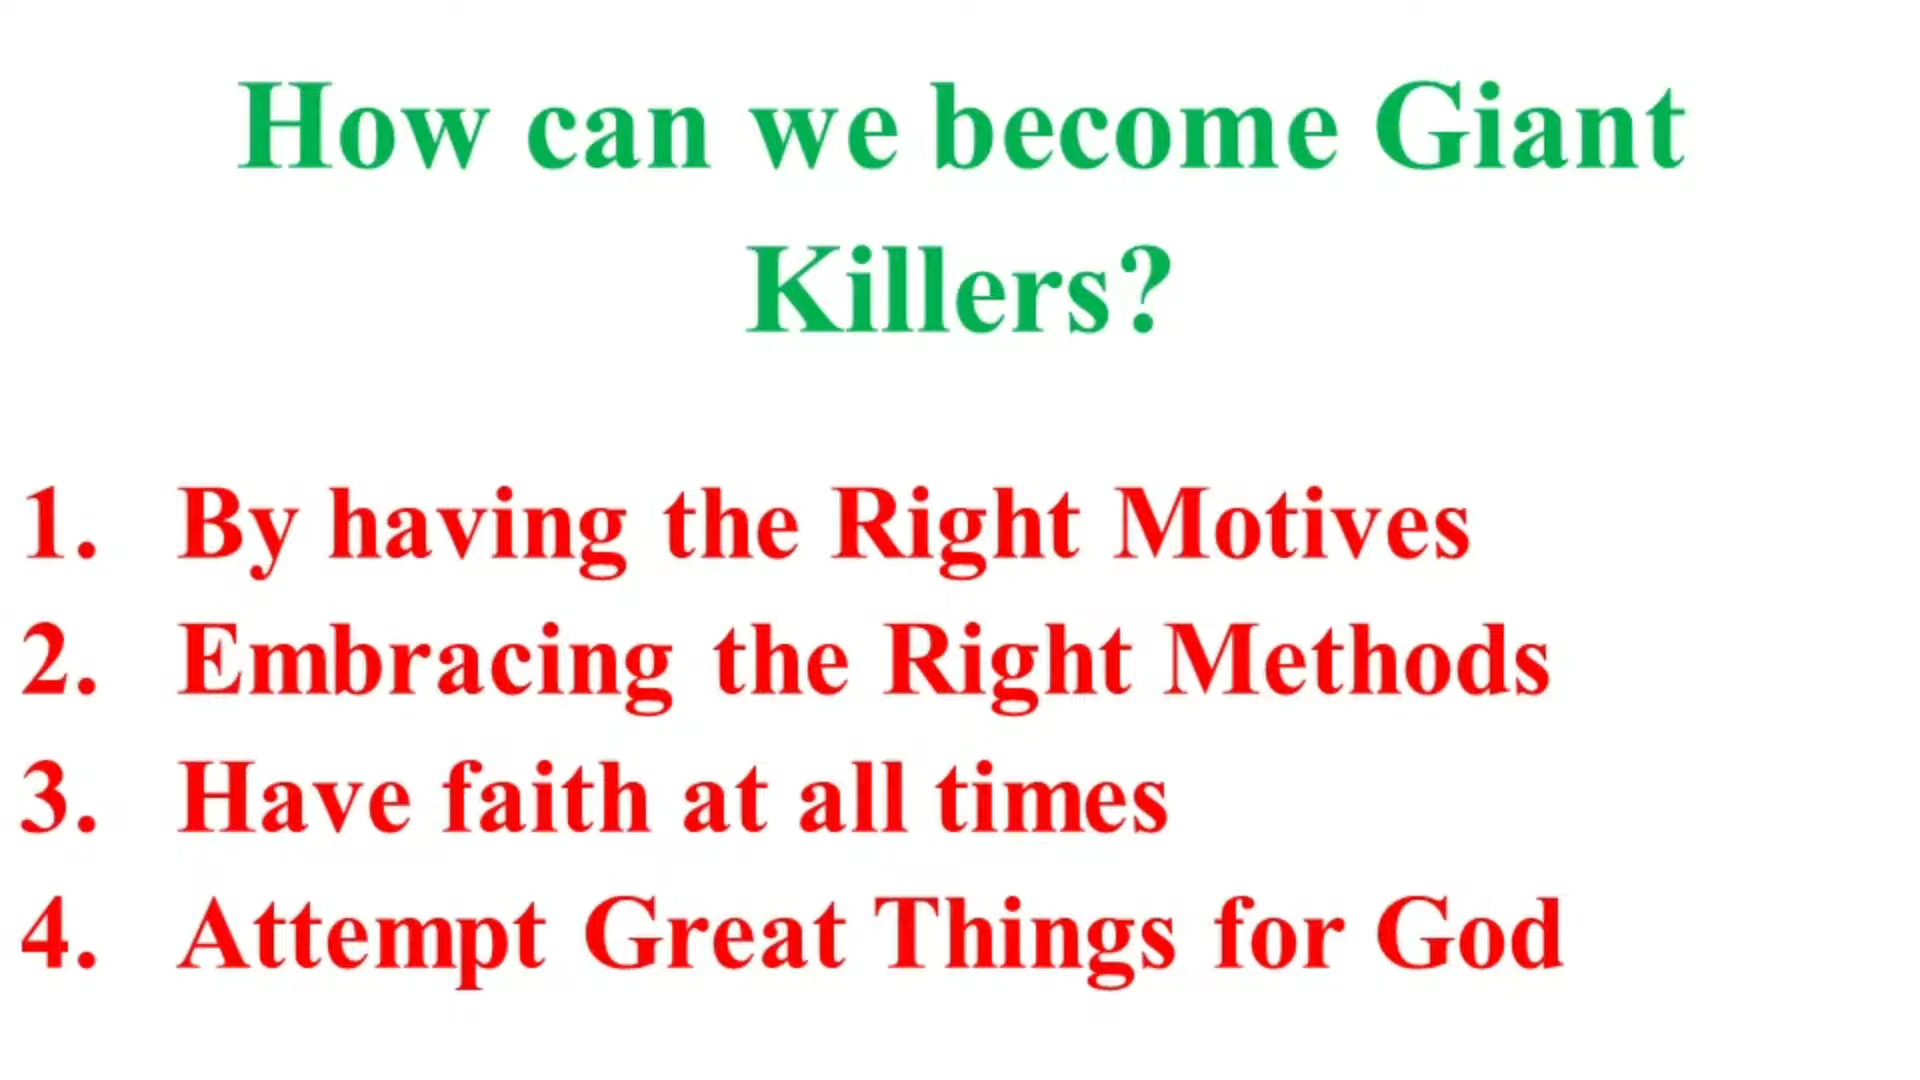 How can we become Giant
Killers?
1. By having the Right Motives
2. Embracing the Right Methods
3. Have faith at all times
4. Attempt Great Things for God